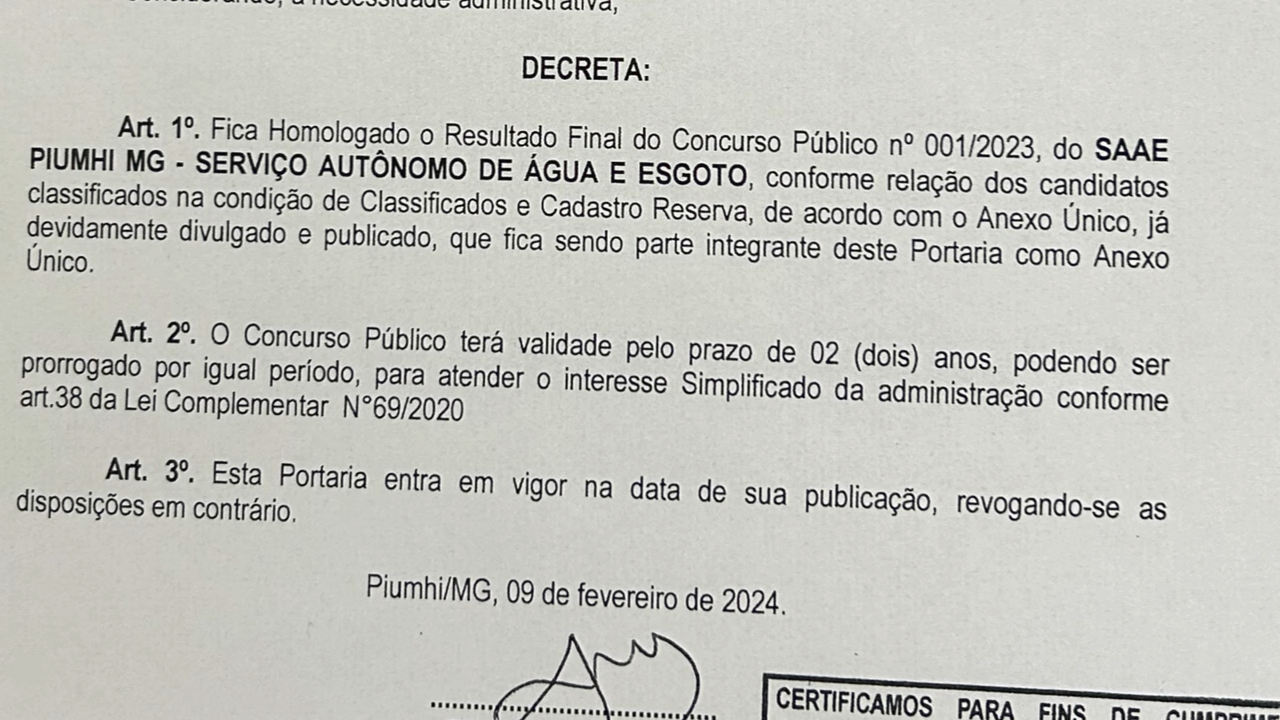 Considerando, a necessidade administrativa,
DECRETA:
Art. 1º. Fica Homologado o Resultado Final do Concurso Público nº 001/2023, do SAAE
PIUMHI MG - SERVIÇO AUTÔNOMO DE ÁGUA E ESGOTO, conforme relação dos candidatos
classificados na condição de Classificados e Cadastro Reserva, de acordo com o Anexo Único, já
devidamente divulgado e publicado, que fica sendo parte integrante deste Portaria como Anexo
Único.
Art. 2º. O Concurso Público terá validade pelo prazo de 02 (dois) anos, podendo ser
prorrogado por igual período, para atender o interesse Simplificado da administração conforme
art.38 da Lei Complementar N°69/2020
Art. 3º. Esta Portaria entra em vigor na data de sua publicação, revogando-se as
disposições em contrário.
Piumhi/MG, 09 de fevereiro de 2024.
CERTIFICAMOS PARA FINS DE